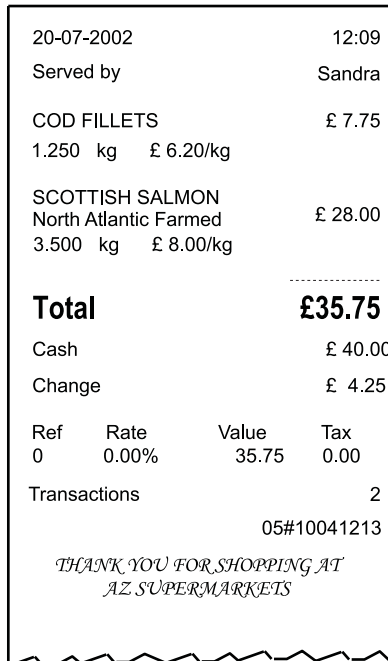 20-07-2002 12:09
Served by Sandra
COD FILLETS £ 7.75
1.250 kg £ 6.20/kg
SCOTTISH SALMON
North Atlantic Farmed £ 28.00
3.500 kg £ 8.00/kg
Total £35.75
Cash £ 40.00
Change £ 4.25
Ref Rate Value Tax
0 0.00% 35.75 0.00
Transactions 2
05#10041213
THANK YOU FOR SHOPPING AT
AZ SUPERMARKETS